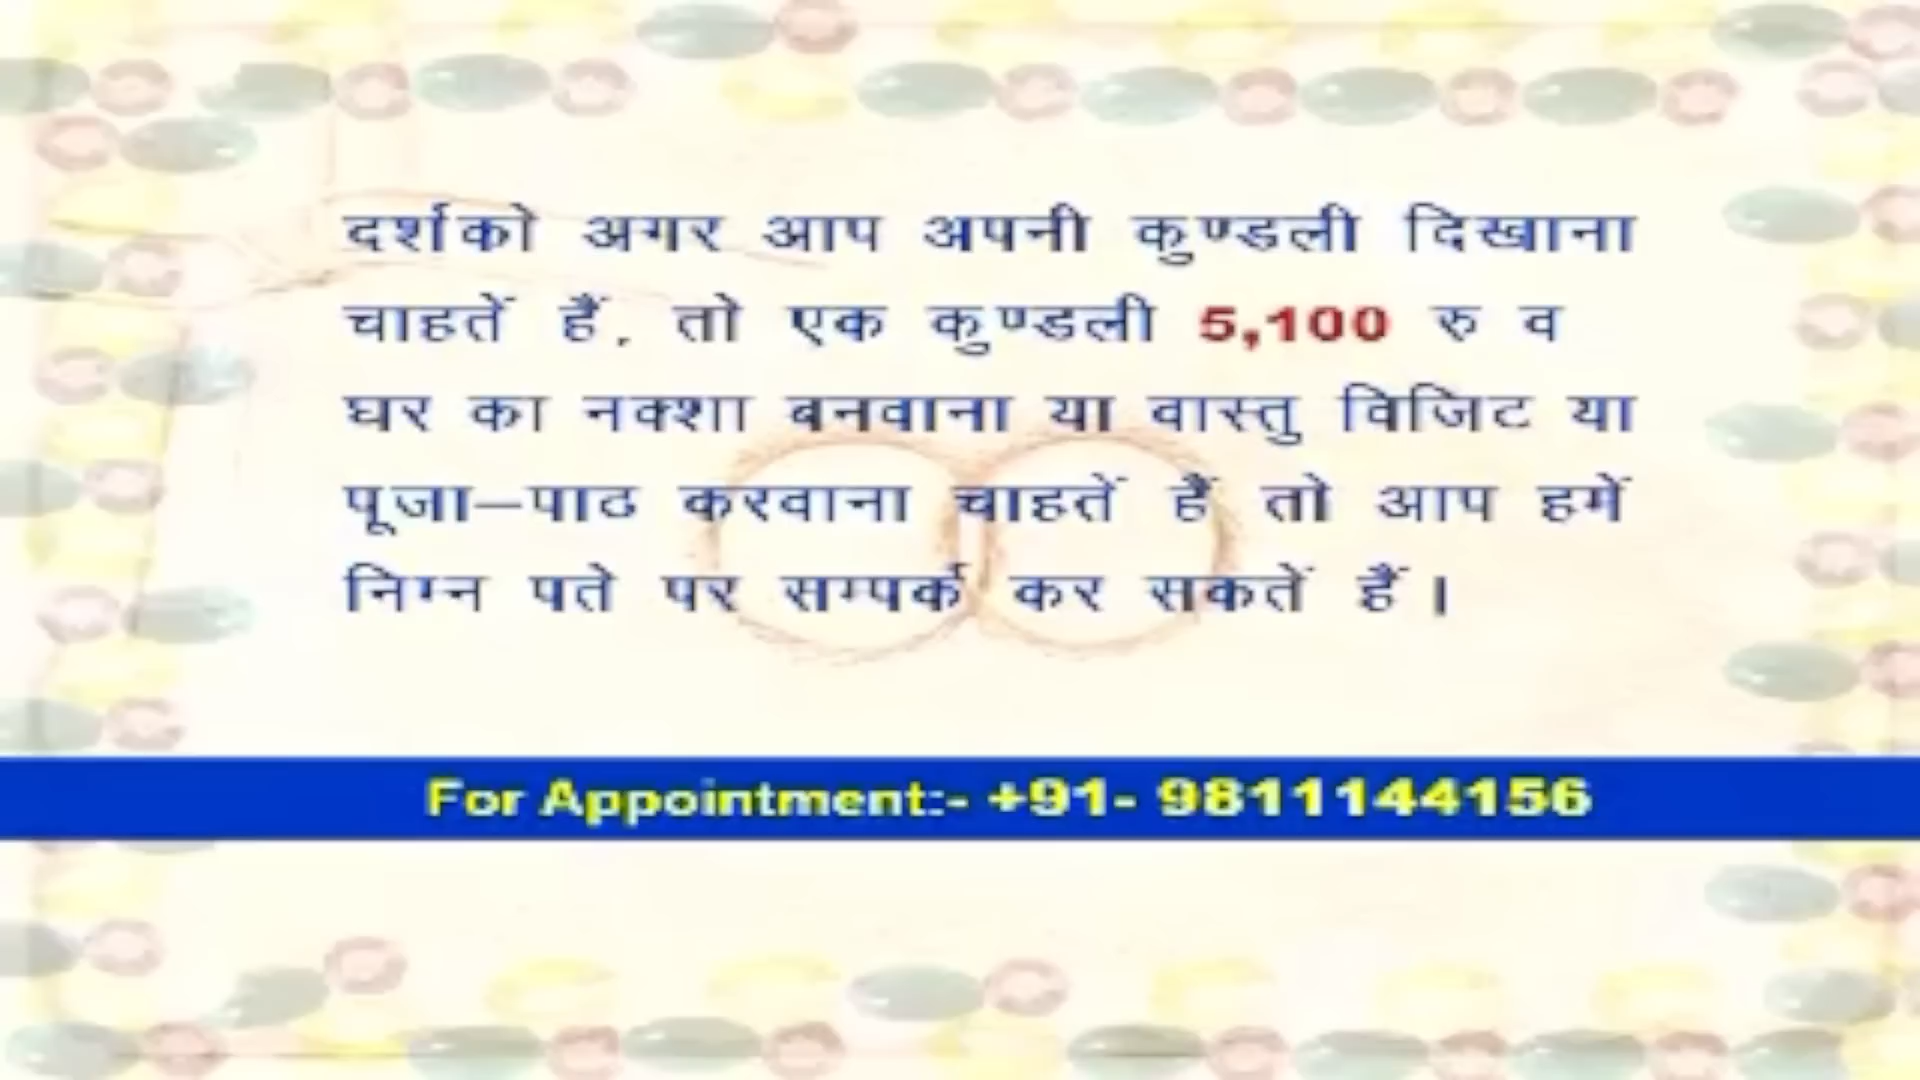 दर्शको अगर आप अपनी कुण्डली दिखाना
चाहतें हैं. तो एक कुण्डली 5,100 रु व
घर का नक्शा बनवाना या वास्तु विजिट या
पूजा–पाठ करवाना चाहतें हैं तो आप हमें
निम्न पते पर सम्पर्क कर सकतें हैं।
For Appointment:- +91- 9811144156